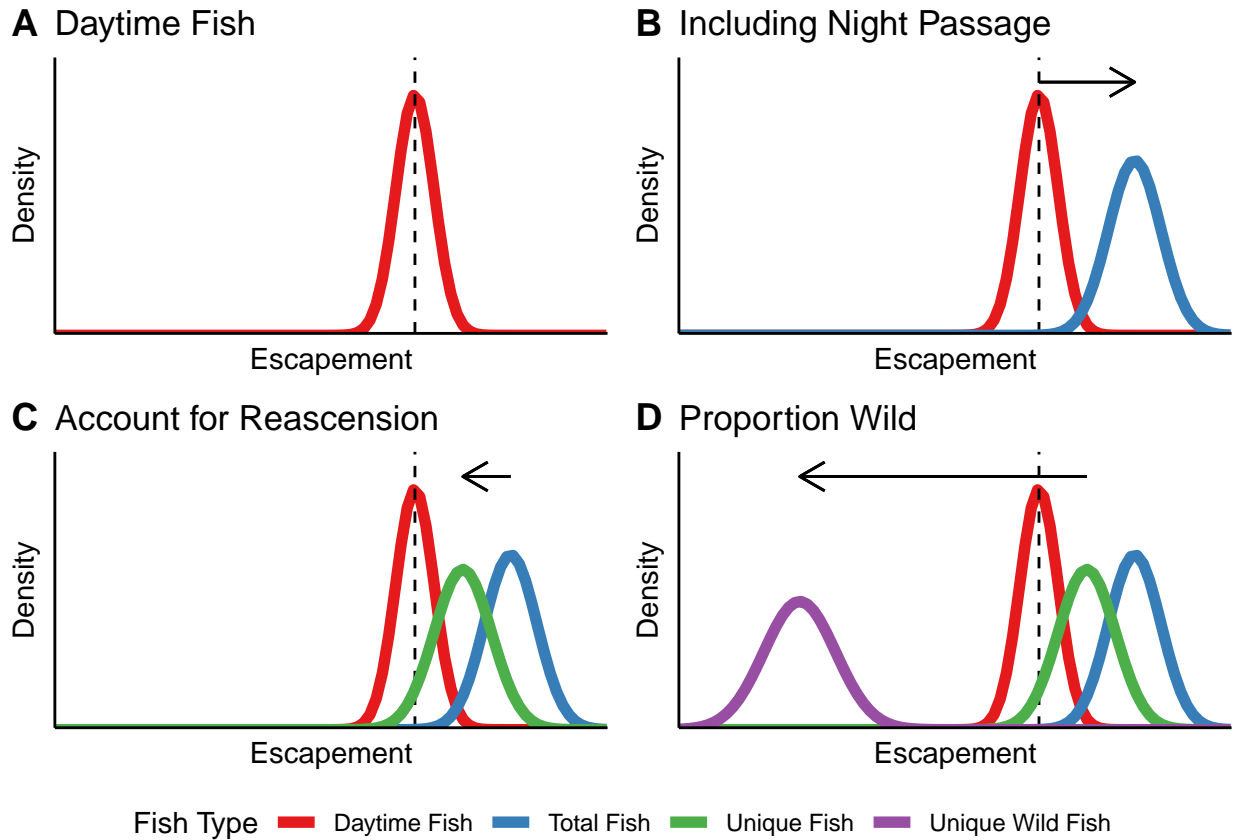 A Daytime Fish
Density
Escapement
B Including Night Passage
Density
Escapement
C Account for Reascension
Density
Escapement
D Proportion Wild
Density
Escapement
Fish Type Daytime Fish Total Fish Unique Fish Unique Wild Fish